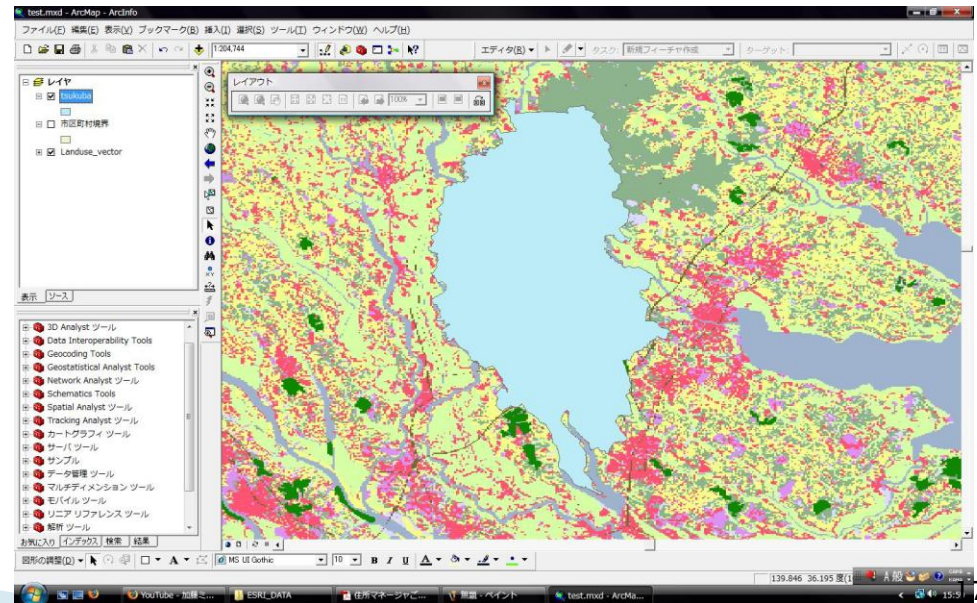 test.mxd - ArcMap - ArcInfo
ファイル(F) 編集(E) 表示(V) ブックマーク(B) 挿入(I) 選択(S) ツール(T) ウィンドウ(W) ヘルプ(H)
1:204,744
エディタ(R)
タスク: 新規フィーチャ作成
ターゲット:
レイヤ
tsukuba
市区町村境界
Landuse_vector
レイアウト
100%
表示 ソース
3D Analyst ツール
Data Interoperability Tools
Geocoding Tools
Geostatistical Analyst Tools
Network Analyst ツール
Schematics Tools
Spatial Analyst ツール
Tracking Analyst ツール
カートグラフィ ツール
サーバ ツール
サンプル
データ管理 ツール
マルチディメンション ツール
モバイル ツール
リニア リファレンス ツール
解析 ツール
お気に入り インデックス 検索 結果
図形の調整(D)
A
MS UI Gothic
10
B I U A
139.846 36.195 度(1
A 般
CAPS
KANA
YouTube - 加藤ミ...
ESRI_DATA
住所マネージャご...
無題 - ペイント
test.mxd - ArcMa...
15:5